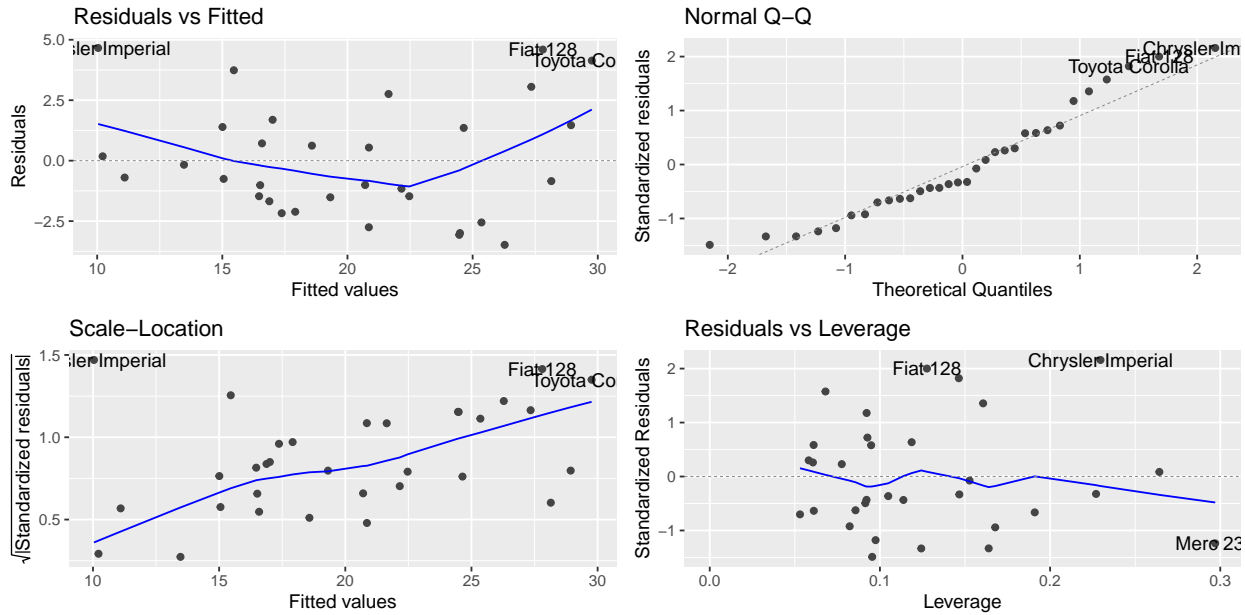 Residuals vs Fitted
5.0
2.5
0.0
−2.5
Residuals
sler Imperial
Fiat 128
Toyota Co
10 15 20 25 30
Fitted values
Normal Q−Q
2
1
0
−1
Standardized residuals
Chrysler Im
Fiat 128
Toyota Corolla
−2 −1 0 1 2
Theoretical Quantiles
Scale−Location
1.5
1.0
0.5
√|Standardized residuals|
sler Imperial
Fiat 128
Toyota Co
10 15 20 25 30
Fitted values
Residuals vs Leverage
2
1
0
−1
Standardized Residuals
Fiat 128
Chrysler Imperial
Merc 23
0.0 0.1 0.2 0.3
Leverage